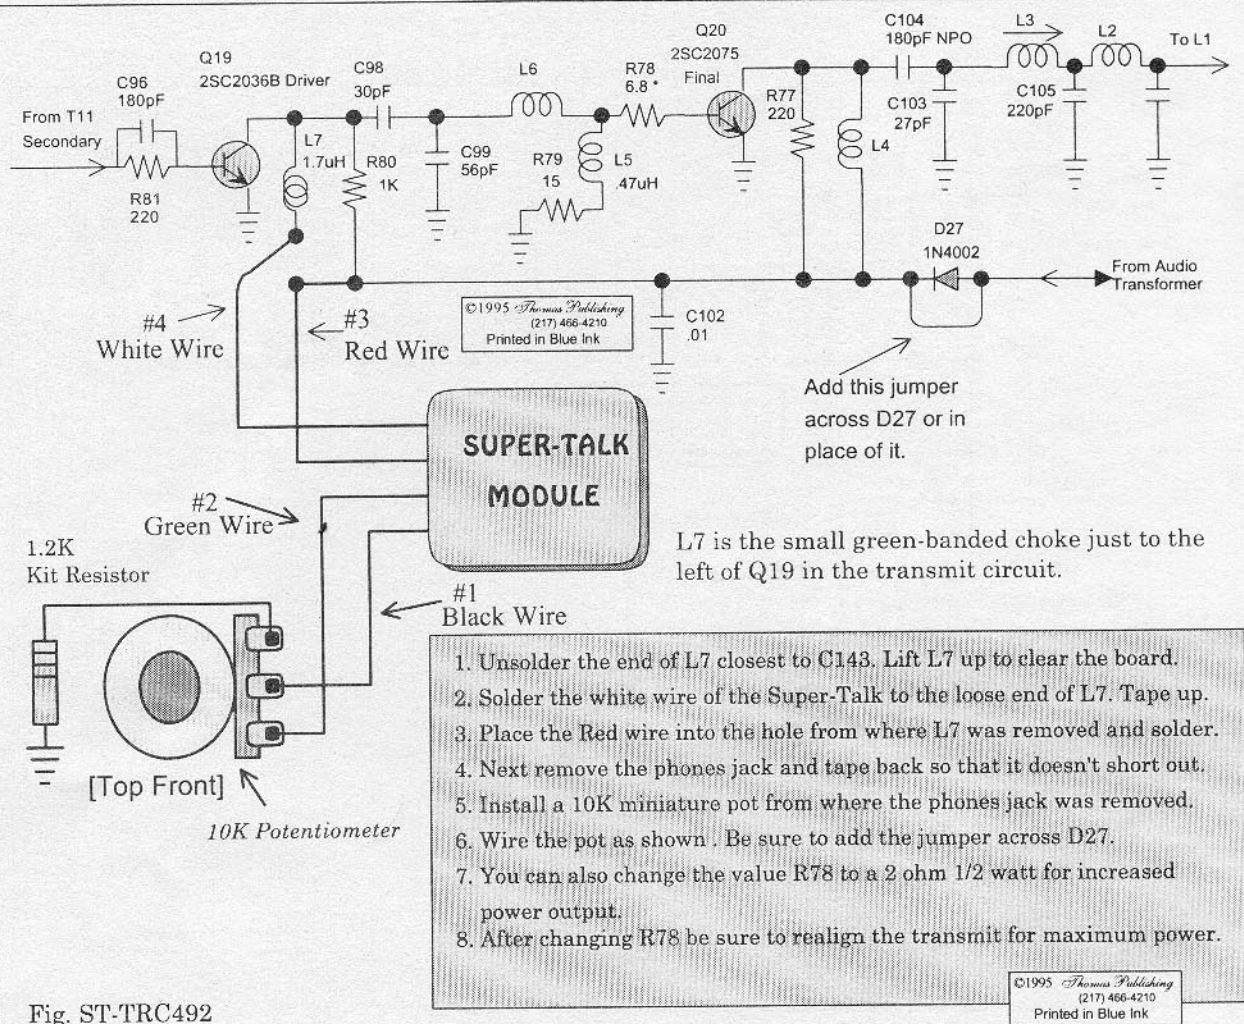 Q20
2SC2075
Final
C104
180pF NPO
L3
L2
To L1
Q19
2SC2036B Driver
C98
30pF
L6
R78
6.8 *
C96
180pF
From T11
Secondary
L7
1.7uH
R80
1K
C99
56pF
R79
15
L5
.47uH
R77
220
L4
C103
27pF
C105
220pF
R81
220
D27
1N4002
From Audio
Transformer
©1995 Thomas Publishing
(217) 466-4210
Printed in Blue Ink
C102
.01
#4
White Wire
#3
Red Wire
Add this jumper
across D27 or in
place of it.
SUPER-TALK
MODULE
#2
Green Wire
1.2K
Kit Resistor
#1
Black Wire
L7 is the small green-banded choke just to the
left of Q19 in the transmit circuit.
[Top Front]
10K Potentiometer
1. Unsolder the end of L7 closest to C143. Lift L7 up to clear the board.
2. Solder the white wire of the Super-Talk to the loose end of L7. Tape up.
3. Place the Red wire into the hole from where L7 was removed and solder.
4. Next remove the phones jack and tape back so that it doesn't short out.
5. Install a 10K miniature pot from where the phones jack was removed.
6. Wire the pot as shown . Be sure to add the jumper across D27.
7. You can also change the value R78 to a 2 ohm 1/2 watt for increased
power output.
8. After changing R78 be sure to realign the transmit for maximum power.
©1995 Thomas Publishing
(217) 466-4210
Printed in Blue Ink
Fig. ST-TRC492